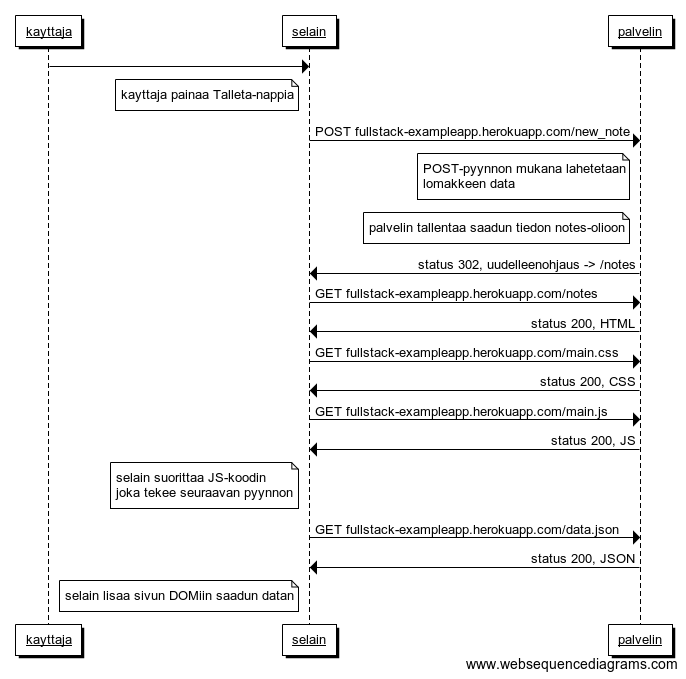 kayttaja
selain
palvelin
kayttaja painaa Talleta-nappia
POST fullstack-exampleapp.herokuapp.com/new_note
POST-pyynnon mukana lahetetaan
lomakkeen data
palvelin tallentaa saadun tiedon notes-olioon
status 302, uudelleenohjaus -> /notes
GET fullstack-exampleapp.herokuapp.com/notes
status 200, HTML
GET fullstack-exampleapp.herokuapp.com/main.css
status 200, CSS
GET fullstack-exampleapp.herokuapp.com/main.js
status 200, JS
selain suorittaa JS-koodin
joka tekee seuraavan pyynnon
GET fullstack-exampleapp.herokuapp.com/data.json
status 200, JSON
selain lisaa sivun DOMiin saadun datan
kayttaja
selain
palvelin
www.websequencediagrams.com